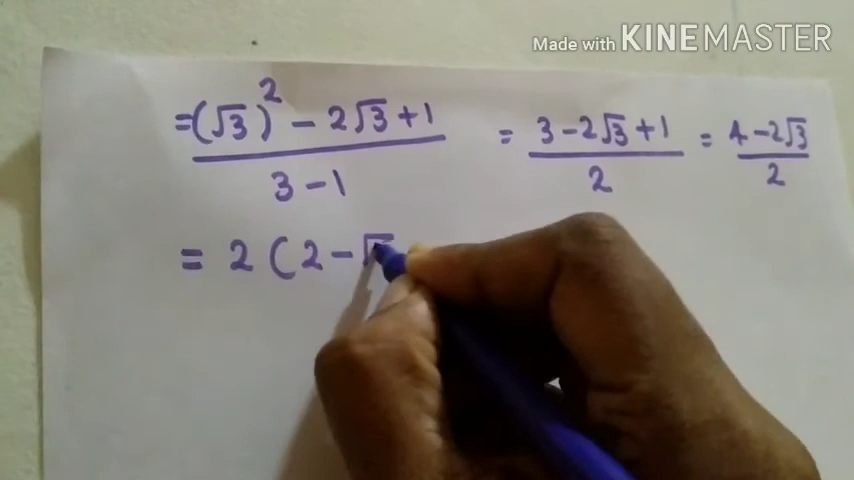 Made with KINEMASTER
=(√3)² - 2√3 + 1 / 3 - 1 = 3 - 2√3 + 1 / 2 = 4 - 2√3 / 2
= 2 (2 - √